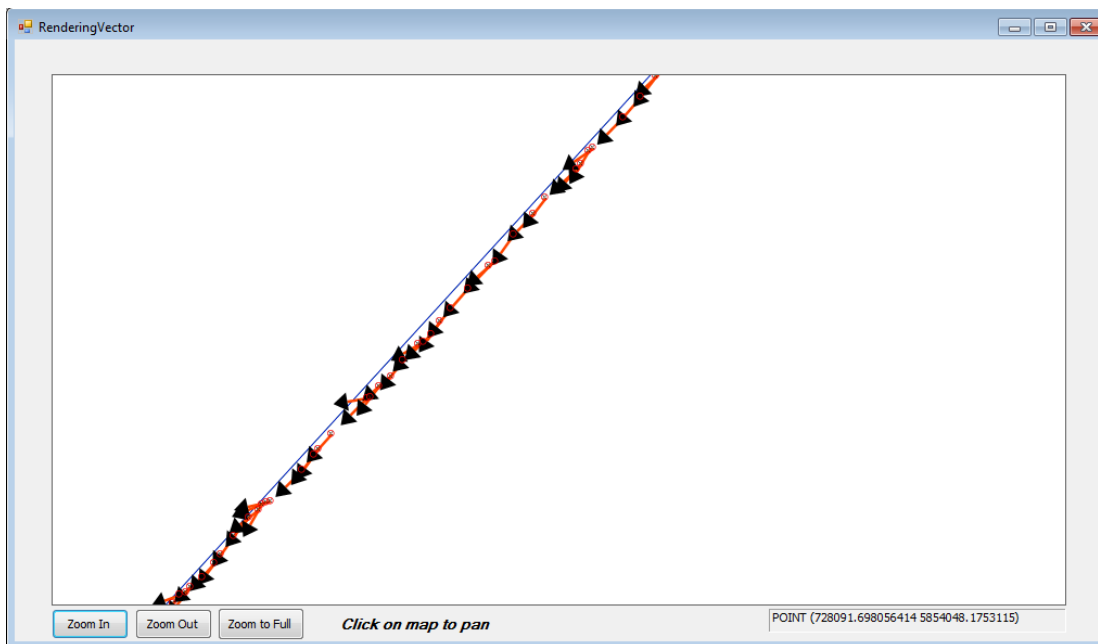 RenderingVector
Zoom In
Zoom Out
Zoom to Full
Click on map to pan
POINT (728091.698056414 5854048.1753115)